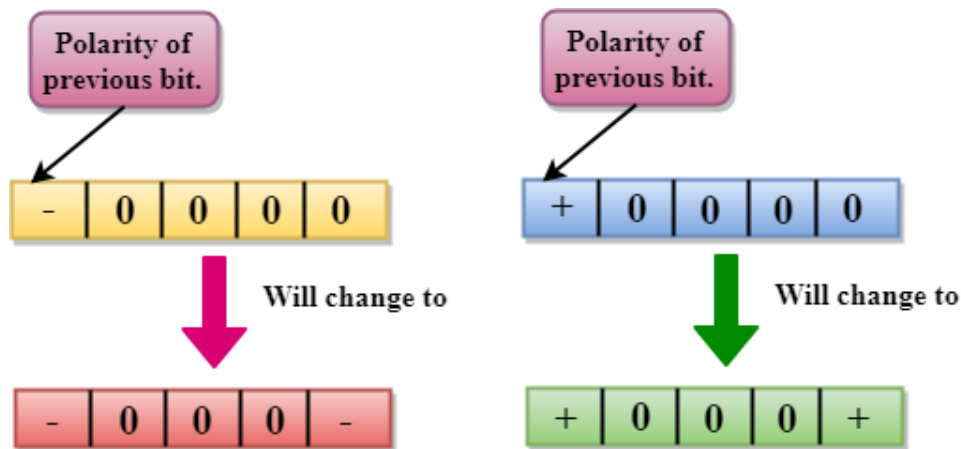 Polarity of
previous bit.
Polarity of
previous bit.
- 0 0 0 0
+ 0 0 0 0
Will change to
Will change to
- 0 0 0 -
+ 0 0 0 +